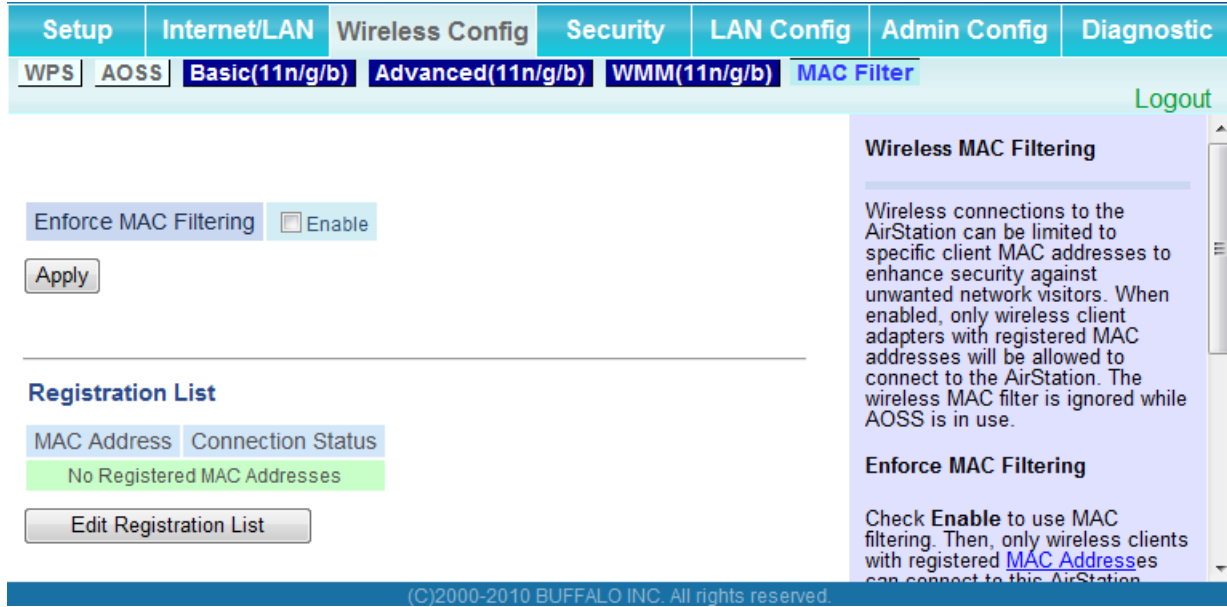 Setup Internet/LAN Wireless Config Security LAN Config Admin Config Diagnostic
WPS AOSS Basic(11n/g/b) Advanced(11n/g/b) WMM(11n/g/b) MAC Filter
Logout
Enforce MAC Filtering Enable
Apply
Registration List
MAC Address Connection Status
No Registered MAC Addresses
Edit Registration List
Wireless MAC Filtering
Wireless connections to the
AirStation can be limited to
specific client MAC addresses to
enhance security against
unwanted network visitors. When
enabled, only wireless client
adapters with registered MAC
addresses will be allowed to
connect to the AirStation. The
wireless MAC filter is ignored while
AOSS is in use.
Enforce MAC Filtering
Check Enable to use MAC
filtering. Then, only wireless clients
with registered MAC Addresses
can connect to this AirStation
(C)2000-2010 BUFFALO INC. All rights reserved.